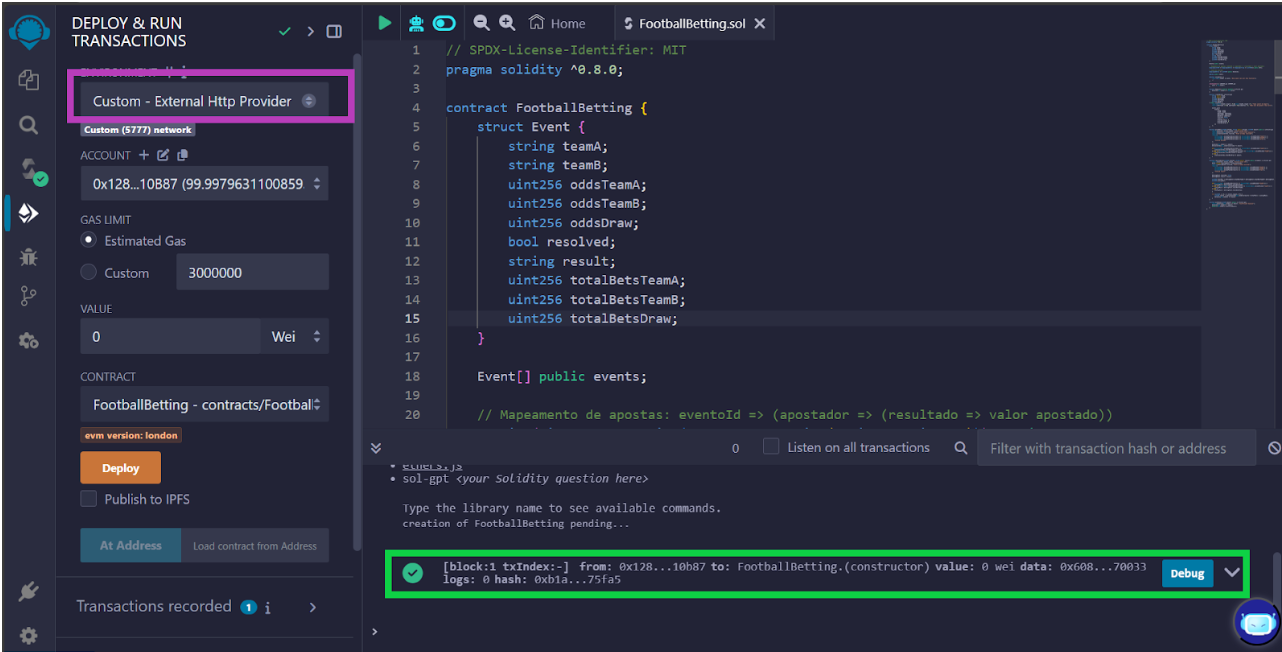 DEPLOY & RUN
TRANSACTIONS
Custom - External Http Provider
Custom (5777) network
ACCOUNT
0x128...10B87 (99.9979631100859
GAS LIMIT
Estimated Gas
Custom
3000000
VALUE
0
Wei
CONTRACT
FootballBetting - contracts/Footbal
evm version: london
Deploy
Publish to IPFS
At Address
Load contract from Address
Transactions recorded 1 i
Home
FootballBetting.sol
1 // SPDX-License-Identifier: MIT
2 pragma solidity ^0.8.0;
3
4 contract FootballBetting {
5 struct Event {
6 string teamA;
7 string teamB;
8 uint256 oddsTeamA;
9 uint256 oddsTeamB;
10 uint256 oddsDraw;
11 bool resolved;
12 string result;
13 uint256 totalBetsTeamA;
14 uint256 totalBetsTeamB;
15 uint256 totalBetsDraw;
16 }
17
18 Event[] public events;
19
20 // Mapeamento de apostas: eventoId => (apostador => (resultado => valor apostado))
0
Listen on all transactions
Filter with transaction hash or address
• ethers.js
• sol-gpt <your Solidity question here>
Type the library name to see available commands.
creation of FootballBetting pending...
[block:1 txIndex:-] from: 0x128...10b87 to: FootballBetting.(constructor) value: 0 wei data: 0x608...70033
logs: 0 hash: 0xb1a...75fa5
Debug
>